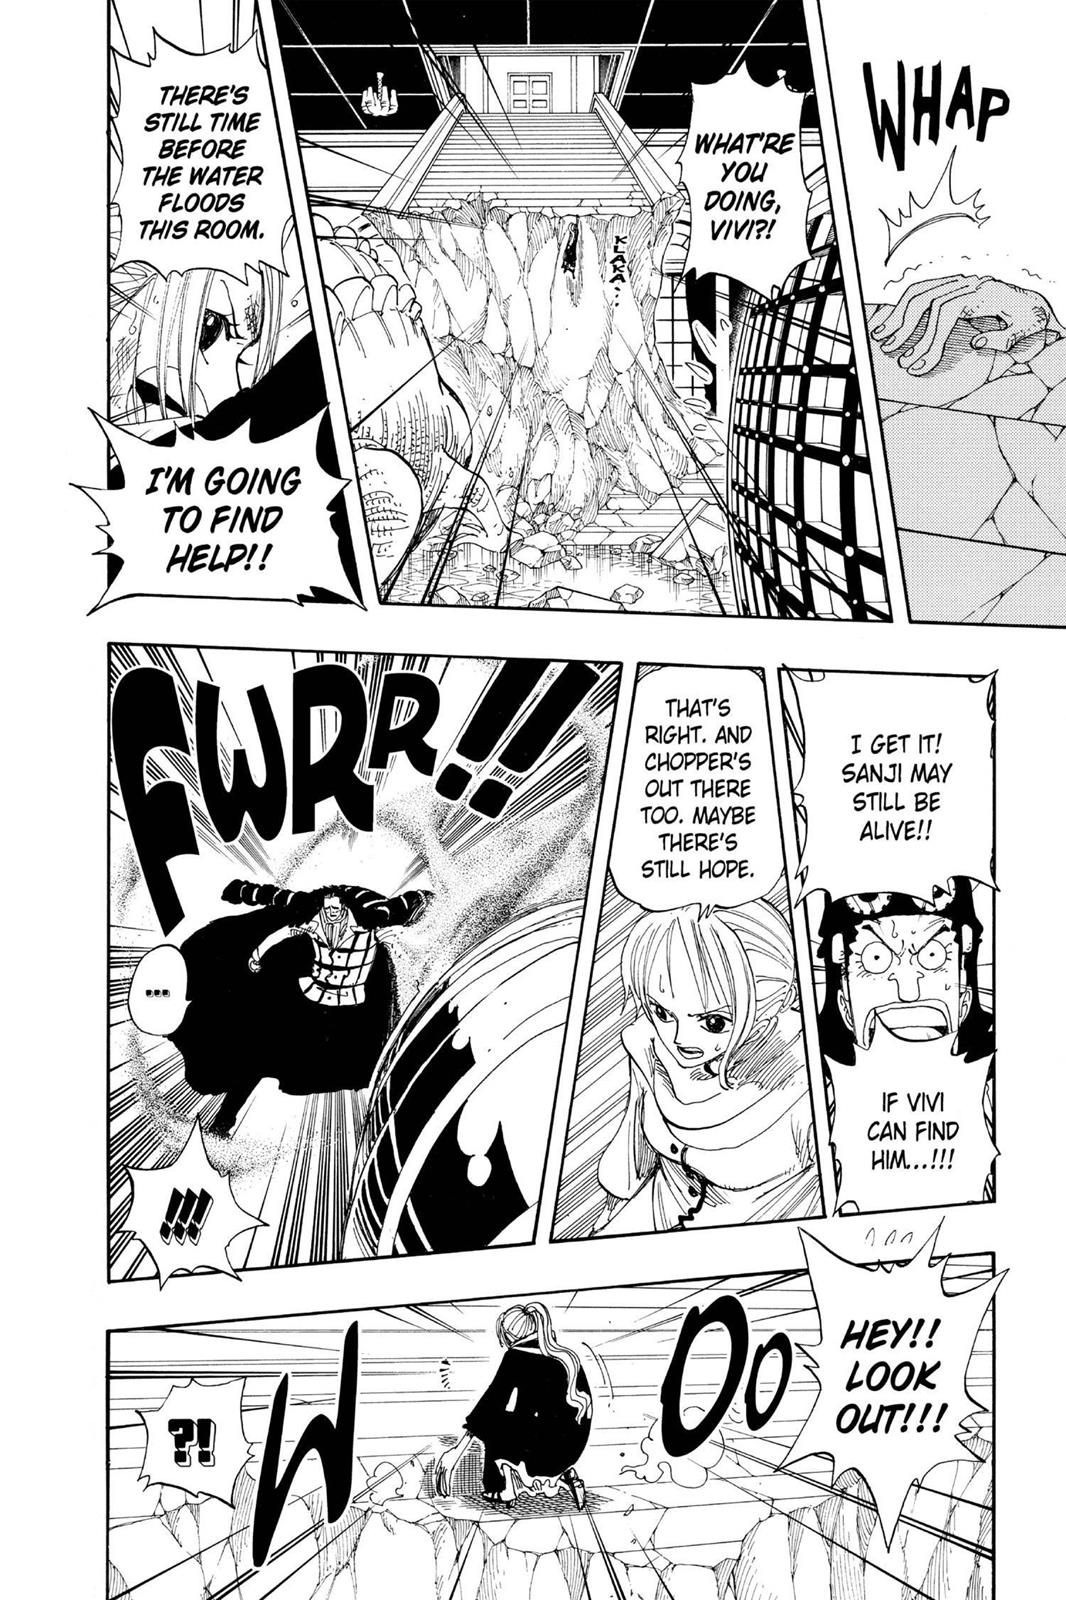 WHAP
WHAT'RE
YOU
DOING,
VIVI?!
KLAKA...
THERE'S
STILL TIME
BEFORE
THE WATER
FLOODS
THIS ROOM.
I'M GOING
TO FIND
HELP!!
I GET IT!
SANJI MAY
STILL BE
ALIVE!!
IF VIVI
CAN FIND
HIM...!!!
THAT'S
RIGHT. AND
CHOPPER'S
OUT THERE
TOO. MAYBE
THERE'S
STILL HOPE.
FWRR!!
...
!!!
HEY!!
LOOK
OUT!!!
WOO
?!